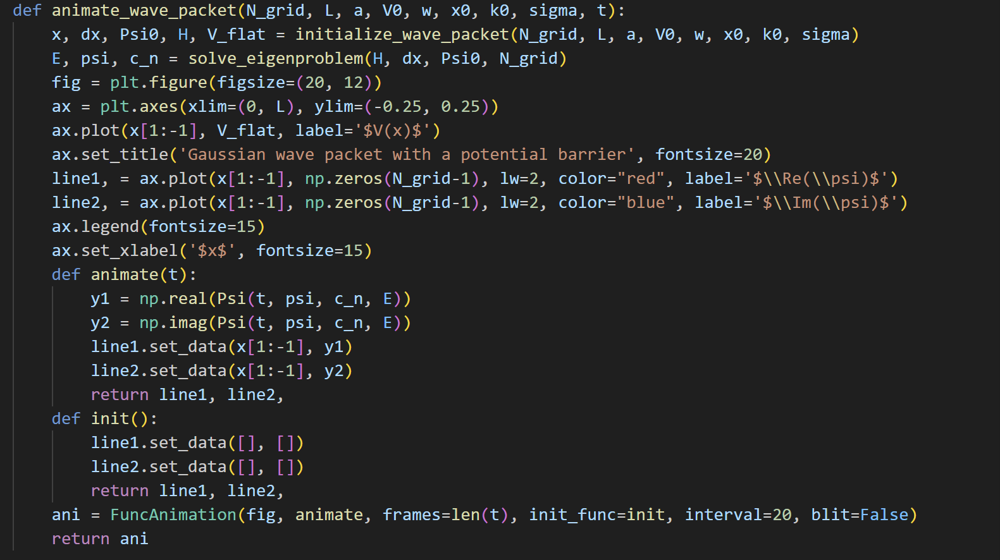 def animate_wave_packet(N_grid, L, a, V0, w, x0, k0, sigma, t):
    x, dx, Psi0, H, V_flat = initialize_wave_packet(N_grid, L, a, V0, w, x0, k0, sigma)
    E, psi, c_n = solve_eigenproblem(H, dx, Psi0, N_grid)
    fig = plt.figure(figsize=(20, 12))
    ax = plt.axes(xlim=(0, L), ylim=(-0.25, 0.25))
    ax.plot(x[1:-1], V_flat, label='$V(x)$')
    ax.set_title('Gaussian wave packet with a potential barrier', fontsize=20)
    line1, = ax.plot(x[1:-1], np.zeros(N_grid-1), lw=2, color="red", label='$\\Re(\\psi)$')
    line2, = ax.plot(x[1:-1], np.zeros(N_grid-1), lw=2, color="blue", label='$\\Im(\\psi)$')
    ax.legend(fontsize=15)
    ax.set_xlabel('$x$', fontsize=15)
    def animate(t):
        y1 = np.real(Psi(t, psi, c_n, E))
        y2 = np.imag(Psi(t, psi, c_n, E))
        line1.set_data(x[1:-1], y1)
        line2.set_data(x[1:-1], y2)
        return line1, line2,
    def init():
        line1.set_data([], [])
        line2.set_data([], [])
        return line1, line2,
    ani = FuncAnimation(fig, animate, frames=len(t), init_func=init, interval=20, blit=False)
    return ani